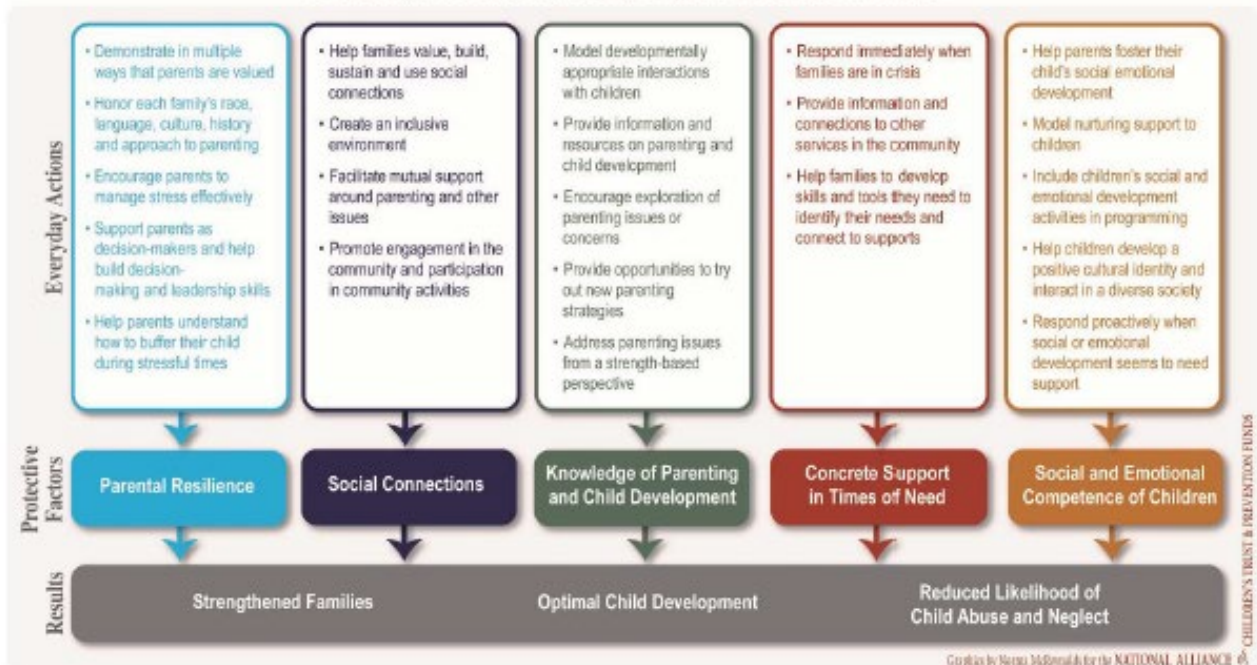 Everyday Actions
• Demonstrate in multiple
ways that parents are valued
• Honor each family's race,
language, culture, history
and approach to parenting
• Encourage parents to
manage stress effectively
• Support parents as
decision-makers and help
build decision-
making and leadership skills
• Help parents understand
how to buffer their child
during stressful times
• Help families value, build,
sustain and use social
connections
• Create an inclusive
environment
• Facilitate mutual support
around parenting and other
issues
• Promote engagement in the
community and participation
in community activities
• Model developmentally
appropriate interactions
with children
• Provide information and
resources on parenting and
child development
• Encourage exploration of
parenting issues or
concerns
• Provide opportunities to try
out new parenting
strategies
• Address parenting issues
from a strength-based
perspective
• Respond immediately when
families are in crisis
• Provide information and
connections to other
services in the community
• Help families to develop
skills and tools they need to
identify their needs and
connect to supports
• Help parents foster their
child's social emotional
development
• Model nurturing support to
children
• Include children's social and
emotional development
activities in programming
• Help children develop a
positive cultural identity and
interact in a diverse society
• Respond proactively when
social or emotional
development seems to need
support
Protective
Factors
Parental Resilience
Social Connections
Knowledge of Parenting
and Child Development
Concrete Support
in Times of Need
Social and Emotional
Competence of Children
Results
Strengthened Families
Optimal Child Development
Reduced Likelihood of
Child Abuse and Neglect
Graphics by Norma McReynolds for the NATIONAL ALLIANCE of
CHILDREN'S TRUST & PREVENTION FUNDS